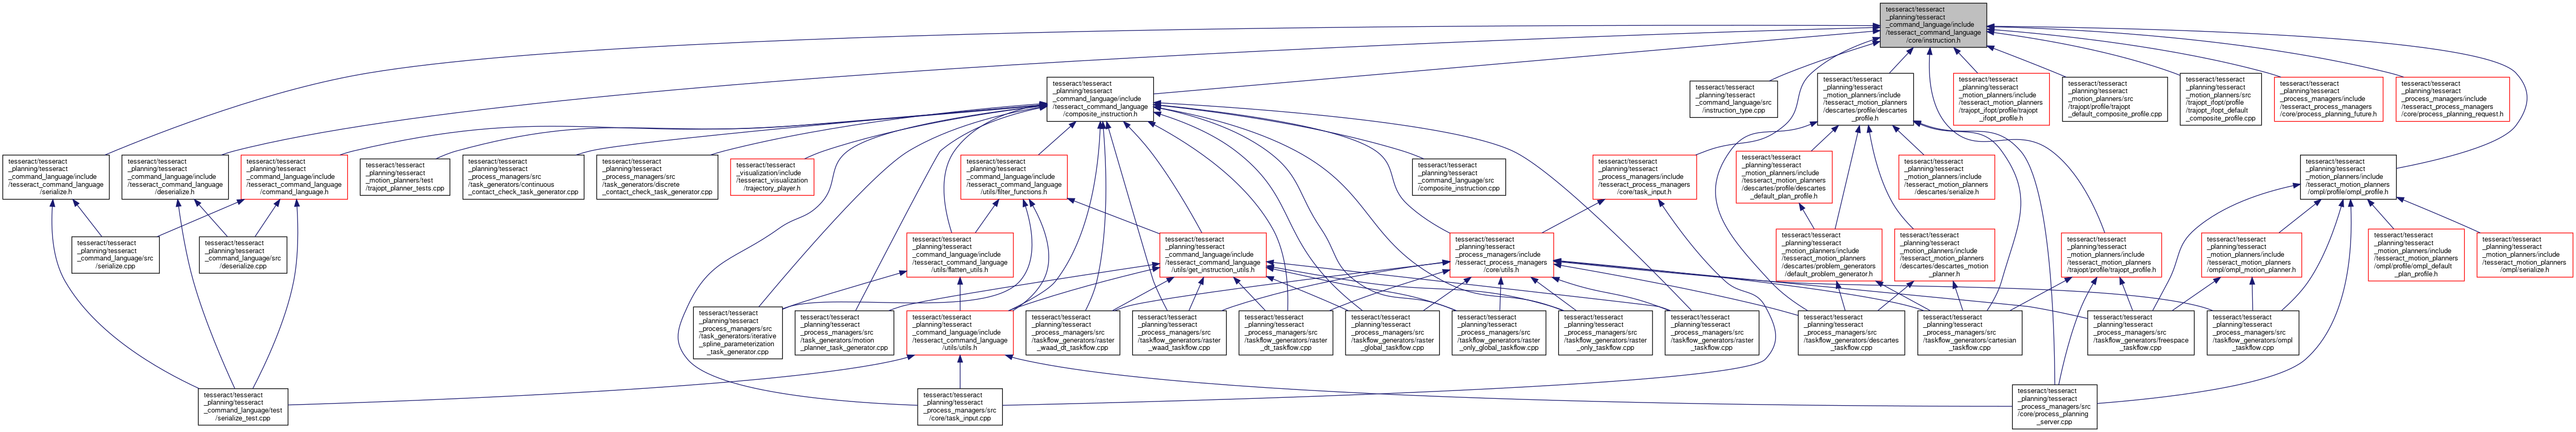 tesseract/tesseract
_planning/tesseract
_command_language/include
/tesseract_command_language
/core/instruction.h
tesseract/tesseract
_planning/tesseract
_command_language/include
/tesseract_command_language
/composite_instruction.h
tesseract/tesseract
_planning/tesseract
_command_language/src
/instruction_type.cpp
tesseract/tesseract
_planning/tesseract
_motion_planners/include
/tesseract_motion_planners
/descartes/profile/descartes
_profile.h
tesseract/tesseract
_planning/tesseract
_motion_planners/include
/tesseract_motion_planners
/trajopt_ifopt/profile/trajopt
_ifopt_profile.h
tesseract/tesseract
_planning/tesseract
_motion_planners/src
/trajopt/profile/trajopt
_default_composite_profile.cpp
tesseract/tesseract
_planning/tesseract
_motion_planners/src
/trajopt_ifopt/profile
/trajopt_ifopt_default
_composite_profile.cpp
tesseract/tesseract
_planning/tesseract
_process_managers/include
/tesseract_process_managers
/core/process_planning_future.h
tesseract/tesseract
_planning/tesseract
_process_managers/include
/tesseract_process_managers
/core/process_planning_request.h
tesseract/tesseract
_planning/tesseract
_command_language/include
/tesseract_command_language
/serialize.h
tesseract/tesseract
_planning/tesseract
_command_language/include
/tesseract_command_language
/deserialize.h
tesseract/tesseract
_planning/tesseract
_command_language/include
/tesseract_command_language
/command_language.h
tesseract/tesseract
_planning/tesseract
_motion_planners/test
/trajopt_planner_tests.cpp
tesseract/tesseract
_planning/tesseract
_process_managers/src
/task_generators/continuous
_contact_check_task_generator.cpp
tesseract/tesseract
_planning/tesseract
_process_managers/src
/task_generators/discrete
_contact_check_task_generator.cpp
tesseract/tesseract
_visualization/include
/tesseract_visualization
/trajectory_player.h
tesseract/tesseract
_planning/tesseract
_command_language/include
/tesseract_command_language
/utils/filter_functions.h
tesseract/tesseract
_planning/tesseract
_command_language/src
/composite_instruction.cpp
tesseract/tesseract
_planning/tesseract
_process_managers/include
/tesseract_process_managers
/core/task_input.h
tesseract/tesseract
_planning/tesseract
_motion_planners/include
/tesseract_motion_planners
/descartes/profile/descartes
_default_plan_profile.h
tesseract/tesseract
_planning/tesseract
_motion_planners/include
/tesseract_motion_planners
/descartes/serialize.h
tesseract/tesseract
_planning/tesseract
_motion_planners/include
/tesseract_motion_planners
/ompl/profile/ompl_profile.h
tesseract/tesseract
_planning/tesseract
_command_language/src
/serialize.cpp
tesseract/tesseract
_planning/tesseract
_command_language/src
/deserialize.cpp
tesseract/tesseract
_planning/tesseract
_command_language/include
/tesseract_command_language
/utils/flatten_utils.h
tesseract/tesseract
_planning/tesseract
_command_language/include
/tesseract_command_language
/utils/get_instruction_utils.h
tesseract/tesseract
_planning/tesseract
_process_managers/include
/tesseract_process_managers
/core/utils.h
tesseract/tesseract
_planning/tesseract
_motion_planners/include
/tesseract_motion_planners
/descartes/problem_generators
/default_problem_generator.h
tesseract/tesseract
_planning/tesseract
_motion_planners/include
/tesseract_motion_planners
/descartes/descartes_motion
_planner.h
tesseract/tesseract
_planning/tesseract
_motion_planners/include
/tesseract_motion_planners
/trajopt/profile/trajopt_profile.h
tesseract/tesseract
_planning/tesseract
_motion_planners/include
/tesseract_motion_planners
/ompl/ompl_motion_planner.h
tesseract/tesseract
_planning/tesseract
_motion_planners/include
/tesseract_motion_planners
/ompl/profile/ompl_default
_plan_profile.h
tesseract/tesseract
_planning/tesseract
_motion_planners/include
/tesseract_motion_planners
/ompl/serialize.h
tesseract/tesseract
_planning/tesseract
_process_managers/src
/task_generators/iterative
_spline_parameterization
_task_generator.cpp
tesseract/tesseract
_planning/tesseract
_process_managers/src
/task_generators/motion
_planner_task_generator.cpp
tesseract/tesseract
_planning/tesseract
_command_language/include
/tesseract_command_language
/utils/utils.h
tesseract/tesseract
_planning/tesseract
_process_managers/src
/taskflow_generators/raster
_waad_dt_taskflow.cpp
tesseract/tesseract
_planning/tesseract
_process_managers/src
/taskflow_generators/raster
_waad_taskflow.cpp
tesseract/tesseract
_planning/tesseract
_process_managers/src
/taskflow_generators/raster
_dt_taskflow.cpp
tesseract/tesseract
_planning/tesseract
_process_managers/src
/taskflow_generators/raster
_global_taskflow.cpp
tesseract/tesseract
_planning/tesseract
_process_managers/src
/taskflow_generators/raster
_only_global_taskflow.cpp
tesseract/tesseract
_planning/tesseract
_process_managers/src
/taskflow_generators/raster
_only_taskflow.cpp
tesseract/tesseract
_planning/tesseract
_process_managers/src
/taskflow_generators/raster
_taskflow.cpp
tesseract/tesseract
_planning/tesseract
_process_managers/src
/taskflow_generators/descartes
_taskflow.cpp
tesseract/tesseract
_planning/tesseract
_process_managers/src
/taskflow_generators/cartesian
_taskflow.cpp
tesseract/tesseract
_planning/tesseract
_process_managers/src
/taskflow_generators/freespace
_taskflow.cpp
tesseract/tesseract
_planning/tesseract
_process_managers/src
/taskflow_generators/ompl
_taskflow.cpp
tesseract/tesseract
_planning/tesseract
_command_language/test
/serialize_test.cpp
tesseract/tesseract
_planning/tesseract
_process_managers/src
/core/task_input.cpp
tesseract/tesseract
_planning/tesseract
_process_managers/src
/core/process_planning
_server.cpp